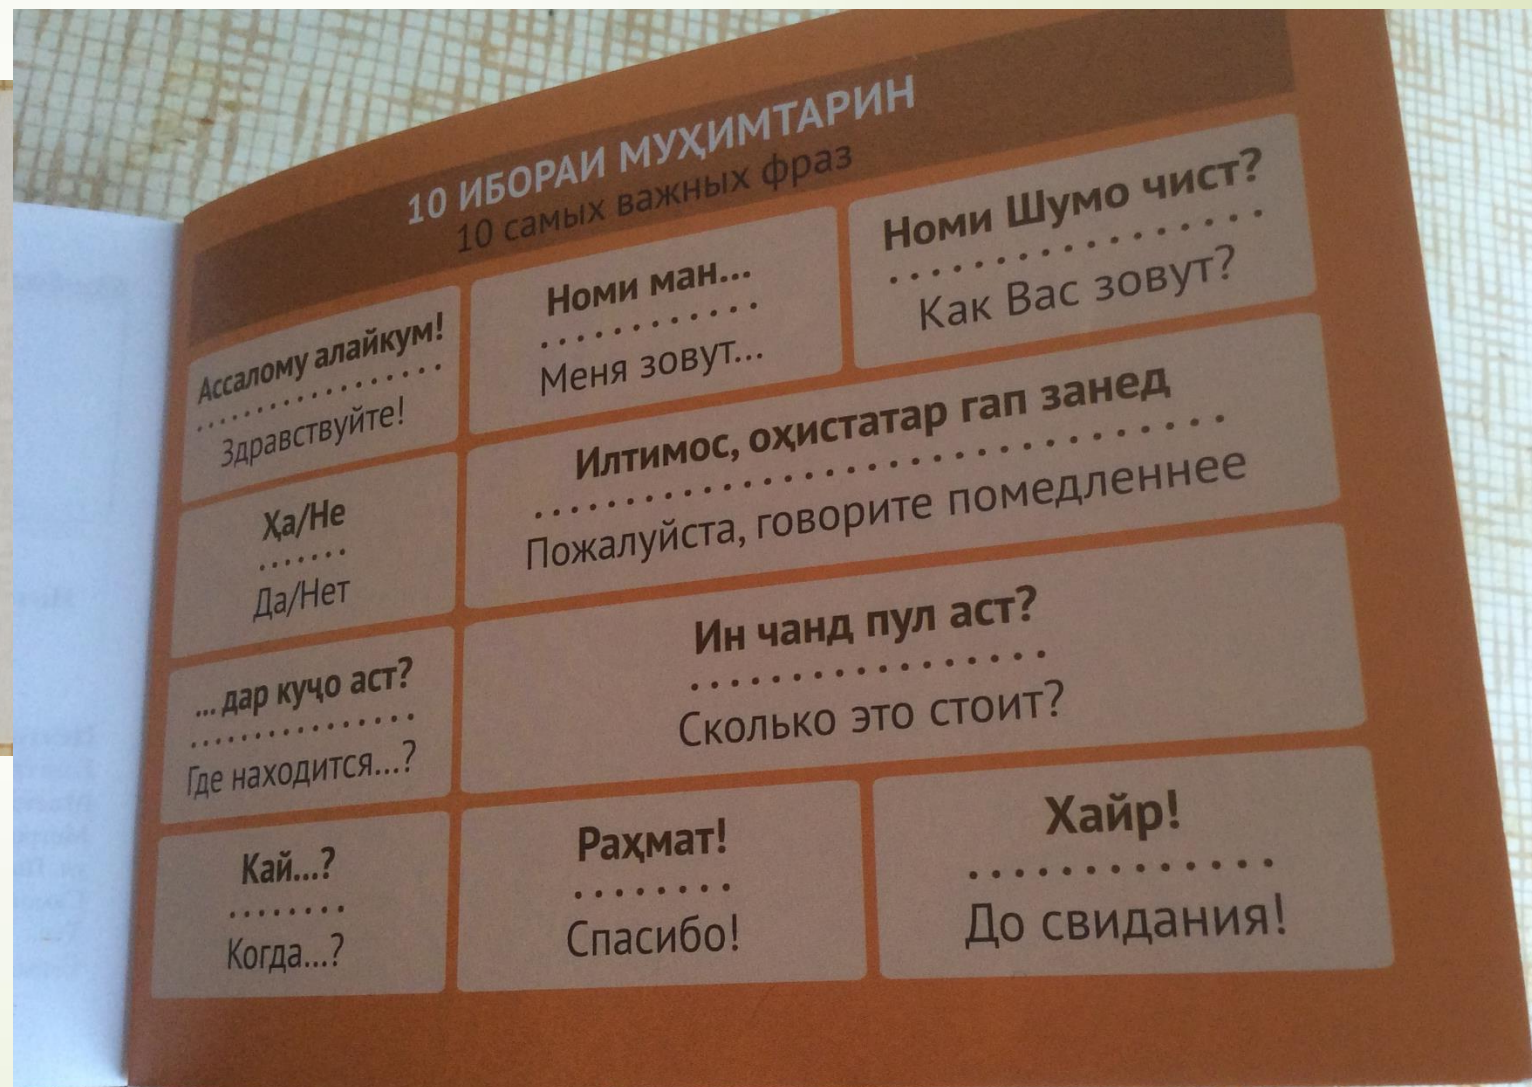 10 ИБОРАИ МУҲИМТАРИН
10 самых важных фраз
Ассалому алайкум!
Здравствуйте!
Номи ман...
Меня зовут...
Номи Шумо чист?
Как Вас зовут?
Ҳа/Не
Да/Нет
Илтимос, оҳистатар гап занед
Пожалуйста, говорите помедленнее
... дар куҷо аст?
Где находится...?
Ин чанд пул аст?
Сколько это стоит?
Кай...?
Когда...?
Раҳмат!
Спасибо!
Хайр!
До свидания!